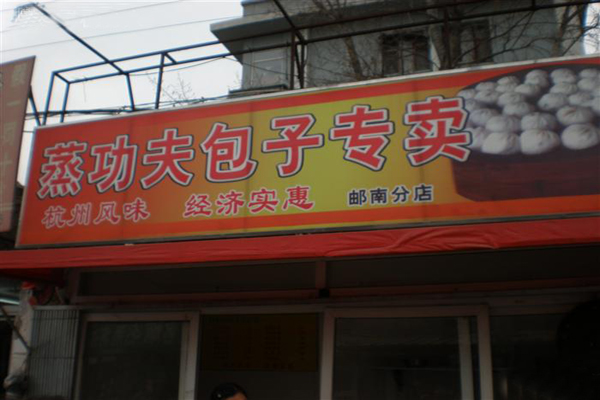 蒸功夫包子专卖
杭州风味 经济实惠 邮南分店